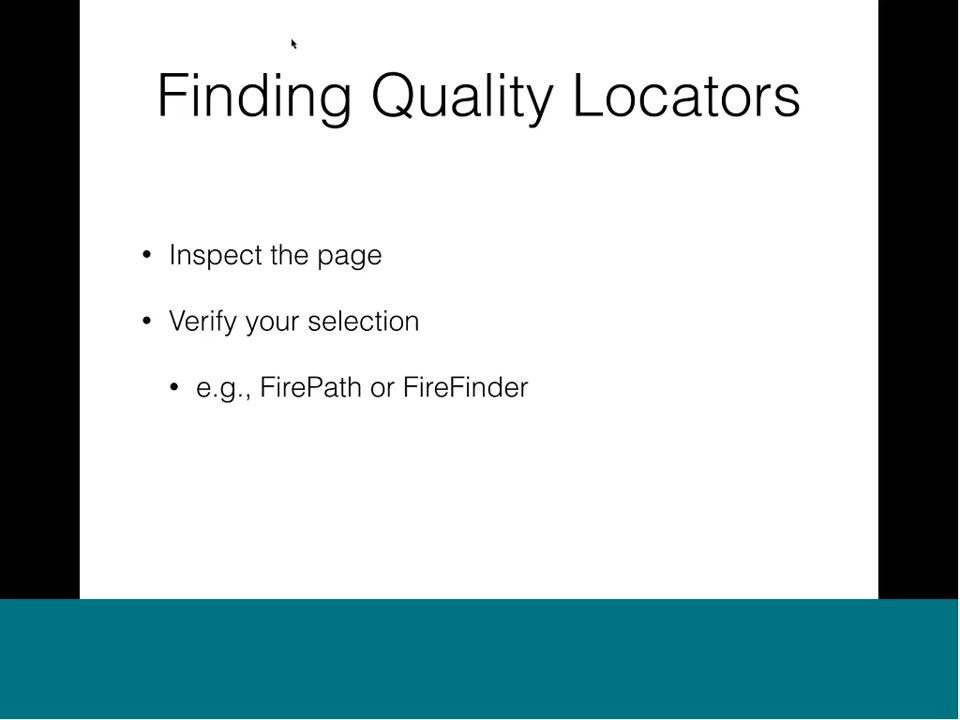 Finding Quality Locators
• Inspect the page
• Verify your selection
• e.g., FirePath or FireFinder